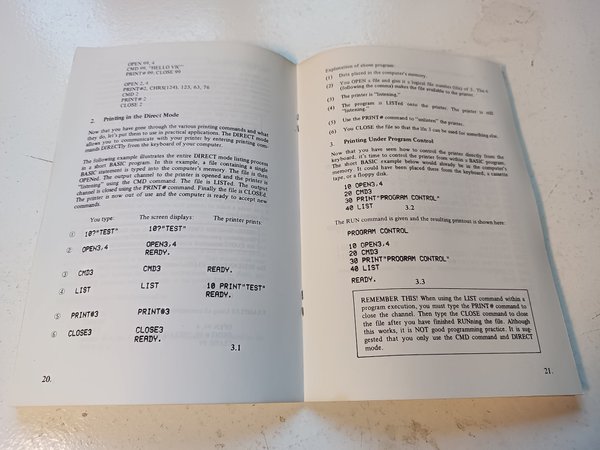 OPEN 99, 4
CMD 99, "HELLO VIC"
PRINT# 99: CLOSE 99
OPEN 2, 4
PRINT#2, CHR$(124), 123, 63, 76
CMD 2
PRINT# 2
CLOSE 2
2. Printing in the Direct Mode
Now that you have gone through the various printing commands and what
they do, let's put them to use in practical applications. The DIRECT mode
allows you to communicate with your printer by entering printing com-
mands DIRECTly from the keyboard of your computer.
The following example illustrates the entire DIRECT mode listing process
in a short BASIC program. In this example, a file containing a single
BASIC statement is typed into the computer's memory. The file is then
OPENed. The output channel to the printer is opened and the printer is
"listening" using the CMD command. The file is LISTed. The output
channel is closed using the PRINT# command. Finally the file is CLOSEd.
The printer is now out of use and the computer is ready to accept new
commands.
You type: The screen displays: The printer prints:
① 10?"TEST" 10?"TEST"
② OPEN3,4 OPEN3,4
READY.
③ CMD3 CMD3 READY.
④ LIST LIST 10 PRINT"TEST"
READY.
⑤ PRINT#3 PRINT#3
⑥ CLOSE3 CLOSE3
READY.
3.1
20.
Explanation of above program:
(1) Data placed in the computer's memory.
(2) You OPEN a file and give it a logical file number (lfn) of 3. The 4
(following the comma) makes the file available to the printer.
(3) The printer is "listening."
(4) The program is LISTed onto the printer. The printer is still
"listening."
(5) Use the PRINT# command to "unlisten" the printer.
(6) You CLOSE the file so that the lfn 3 can be used for something else.
3. Printing Under Program Control
Now that you have seen how to control the printer directly from the
keyboard, it's time to control the printer from within a BASIC program.
The short BASIC example below would already be in the computer's
memory. It could have been placed there from the keyboard, a cassette
tape, or a floppy disk.
10 OPEN3,4
20 CMD3
30 PRINT"PROGRAM CONTROL"
40 LIST 3.2
The RUN command is given and the resulting printout is shown here:
PROGRAM CONTROL
10 OPEN3,4
20 CMD3
30 PRINT"PROGRAM CONTROL"
40 LIST
READY. 3.3
REMEMBER THIS! When using the LIST command within a
program execution, you must type the PRINT# command to
close the channel. Then type the CLOSE command to close
the file after you have finished RUNning the file. Although
this works, it is NOT good programming practice. It is sug-
gested that you only use the CMD command and DIRECT
mode.
21.